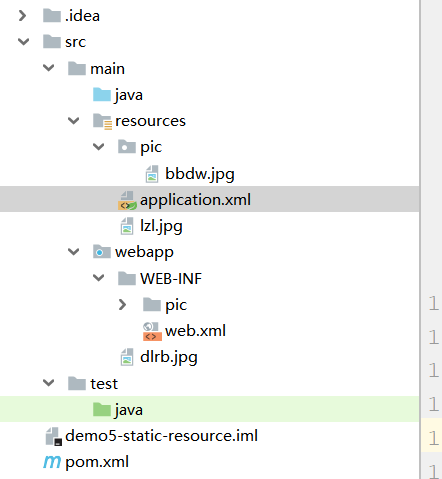 .idea
src
main
java
resources
pic
bbdw.jpg
application.xml
lzl.jpg
webapp
WEB-INF
pic
web.xml
dlrb.jpg
test
java
demo5-static-resource.iml
pom.xml
1
1
1
1
1
1